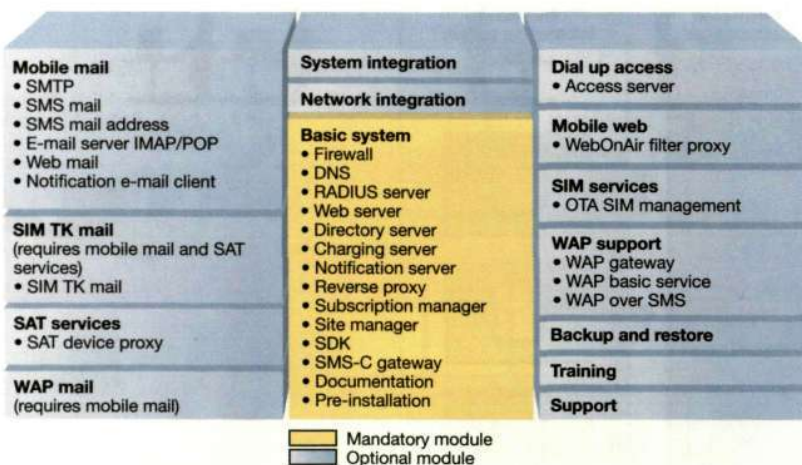 Mobile mail
• SMTP
• SMS mail
• SMS mail address
• E-mail server IMAP/POP
• Web mail
• Notification e-mail client
SIM TK mail
(requires mobile mail and SAT
services)
• SIM TK mail
SAT services
• SAT device proxy
WAP mail
(requires mobile mail)
System integration
Network integration
Basic system
• Firewall
• DNS
• RADIUS server
• Web server
• Directory server
• Charging server
• Notification server
• Reverse proxy
• Subscription manager
• Site manager
• SDK
• SMS-C gateway
• Documentation
• Pre-installation
Dial up access
• Access server
Mobile web
• WebOnAir filter proxy
SIM services
• OTA SIM management
WAP support
• WAP gateway
• WAP basic service
• WAP over SMS
Backup and restore
Training
Support
Mandatory module
Optional module